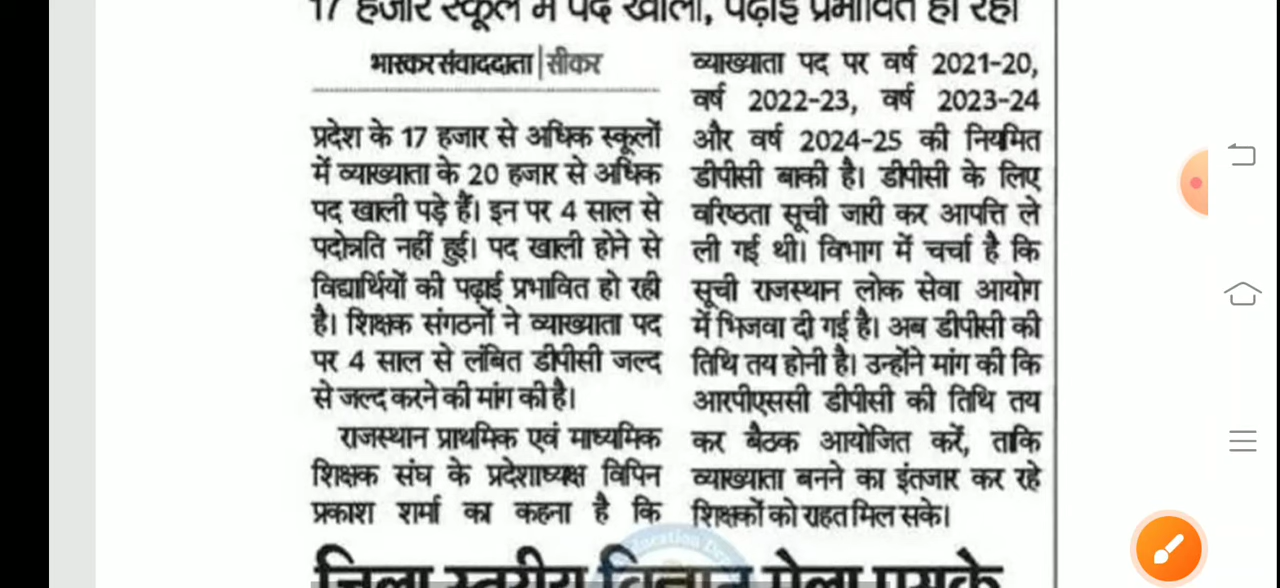 17 हजार स्कूल में पद खाली, पढ़ाई प्रभावित हो रही
भास्कर संवाददाता | सीकर
प्रदेश के 17 हजार से अधिक स्कूलों
में व्याख्याता के 20 हजार से अधिक
पद खाली पड़े हैं। इन पर 4 साल से
पदोन्नति नहीं हुई। पद खाली होने से
विद्यार्थियों की पढ़ाई प्रभावित हो रही
है। शिक्षक संगठनों ने व्याख्याता पद
पर 4 साल से लंबित डीपीसी जल्द
से जल्द करने की मांग की है।
राजस्थान प्राथमिक एवं माध्यमिक
शिक्षक संघ के प्रदेशाध्यक्ष विपिन
प्रकाश शर्मा का कहना है कि
व्याख्याता पद पर वर्ष 2021-20,
वर्ष 2022-23, वर्ष 2023-24
और वर्ष 2024-25 की नियमित
डीपीसी बाकी है। डीपीसी के लिए
वरिष्ठता सूची जारी कर आपत्ति ले
ली गई थी। विभाग में चर्चा है कि
सूची राजस्थान लोक सेवा आयोग
में भिजवा दी गई है। अब डीपीसी की
तिथि तय होनी है। उन्होंने मांग की कि
आरपीएससी डीपीसी की तिथि तय
कर बैठक आयोजित करें, ताकि
व्याख्याता बनने का इंतजार कर रहे
शिक्षकों को राहत मिल सके।
जिला स्तरीय विज्ञान मेला